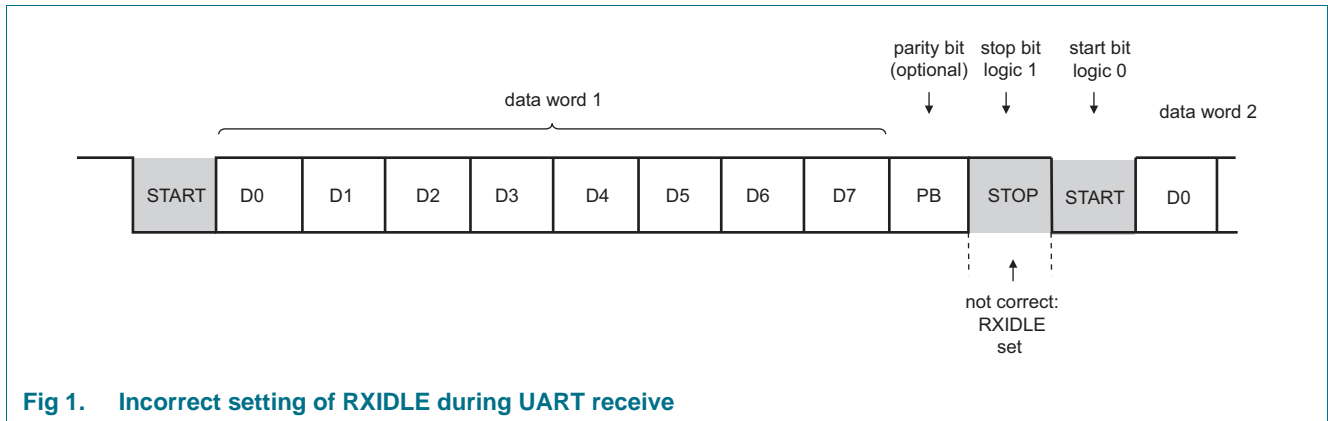 parity bit
(optional)
stop bit
logic 1
start bit
logic 0
data word 1
data word 2
START D0 D1 D2 D3 D4 D5 D6 D7 PB STOP START D0
not correct:
RXIDLE
set
Fig 1. Incorrect setting of RXIDLE during UART receive